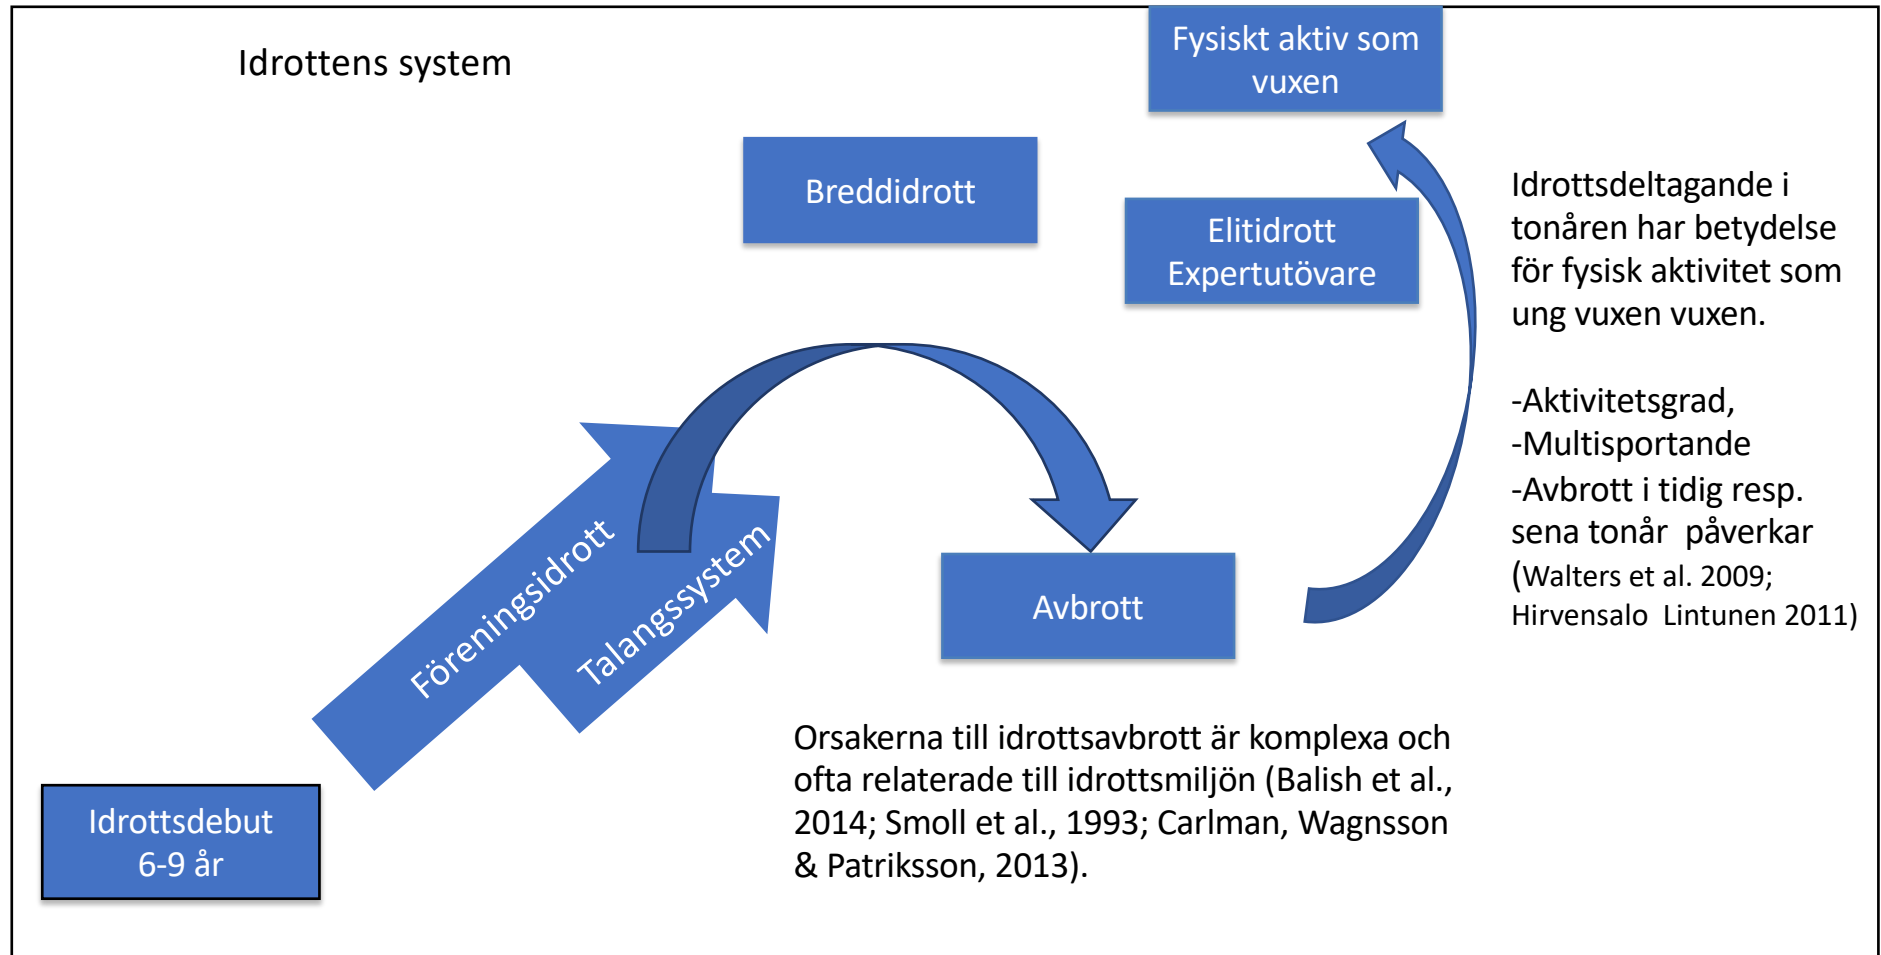 Idrottens system
Fysiskt aktiv som
vuxen
Breddidrott
Elitidrott
Expertutövare
Idrottsdeltagande i
tonåren har betydelse
för fysisk aktivitet som
ung vuxen vuxen.
-Aktivitetsgrad,
-Multisportande
-Avbrott i tidig resp.
sena tonår  påverkar
(Walters et al. 2009;
Hirvensalo  Lintunen 2011)
Föreningsidrott
Talangssystem
Avbrott
Orsakerna till idrottsavbrott är komplexa och
ofta relaterade till idrottsmiljön (Balish et al.,
2014; Smoll et al., 1993; Carlman, Wagnsson
& Patriksson, 2013).
Idrottsdebut
6-9 år